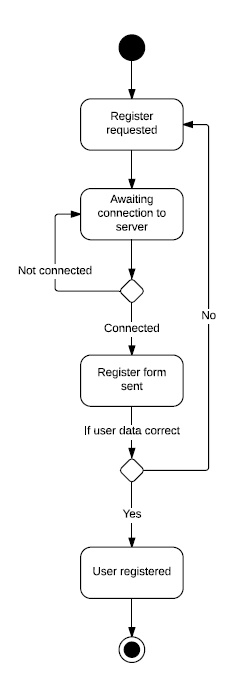 Register
requested
Awaiting
connection to
server
Not connected
Connected
No
Register form
sent
If user data correct
Yes
User registered